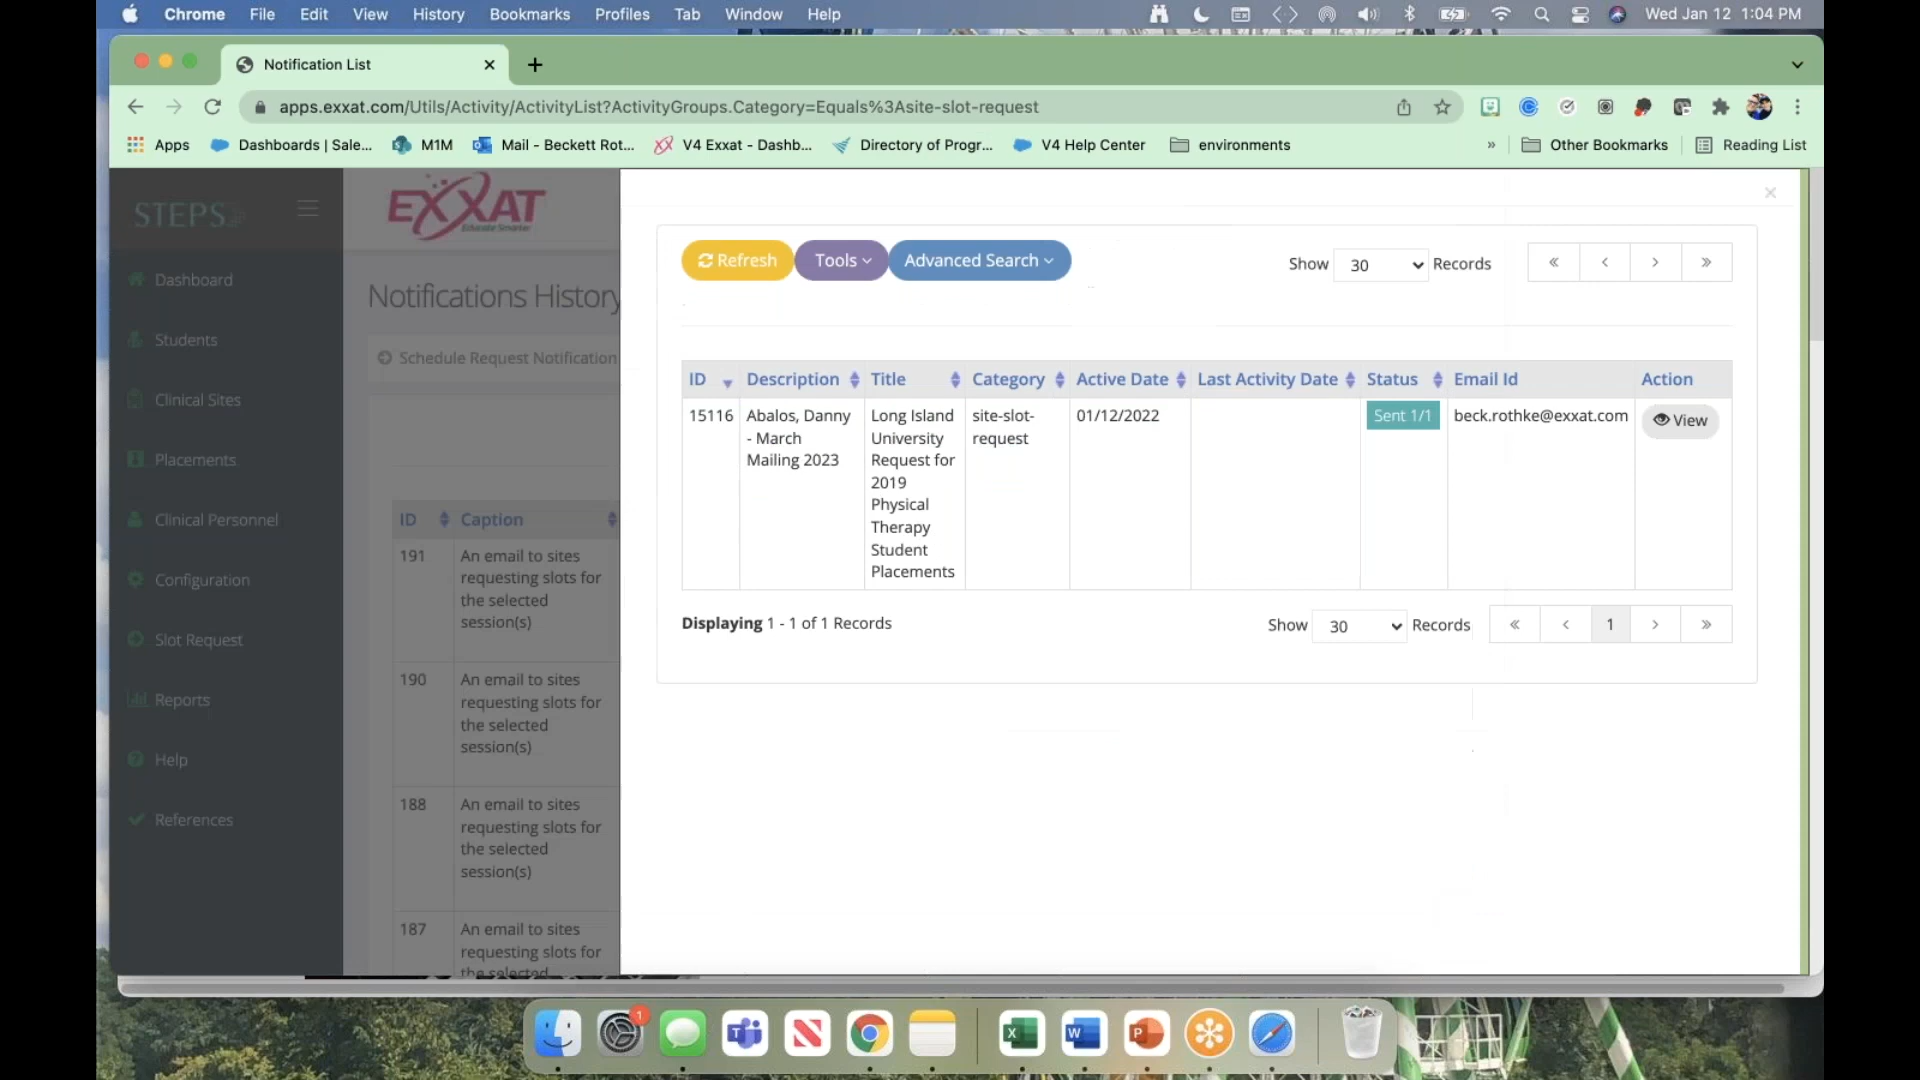 Chrome File Edit View History Bookmarks Profiles Tab Window Help Wed Jan 12 1:04 PM
Notification List
apps.exxat.com/Utils/Activity/ActivityList?ActivityGroups.Category=Equals%3Asite-slot-request
Apps Dashboards | Sale... M1M Mail - Beckett Rot... V4 Exxat - Dashb... Directory of Progr... V4 Help Center environments » Other Bookmarks Reading List
STEPS
EXXAT
Educate Smarter
Dashboard
Students
Clinical Sites
Placements
Clinical Personnel
Configuration
Slot Request
Reports
Help
References
Notifications History
Schedule Request Notification
ID Caption
191 An email to sites
requesting slots for
the selected
session(s)
190 An email to sites
requesting slots for
the selected
session(s)
188 An email to sites
requesting slots for
the selected
session(s)
187 An email to sites
requesting slots for
the selected
Refresh Tools Advanced Search
Show 30 Records « ‹ › »
ID Description Title Category Active Date Last Activity Date Status Email Id Action
15116 Abalos, Danny Long Island site-slot- 01/12/2022 Sent 1/1 beck.rothke@exxat.com View
- March University request
Mailing 2023 Request for
2019
Physical
Therapy
Student
Placements
Displaying 1 - 1 of 1 Records Show 30 Records « ‹ 1 › »
1